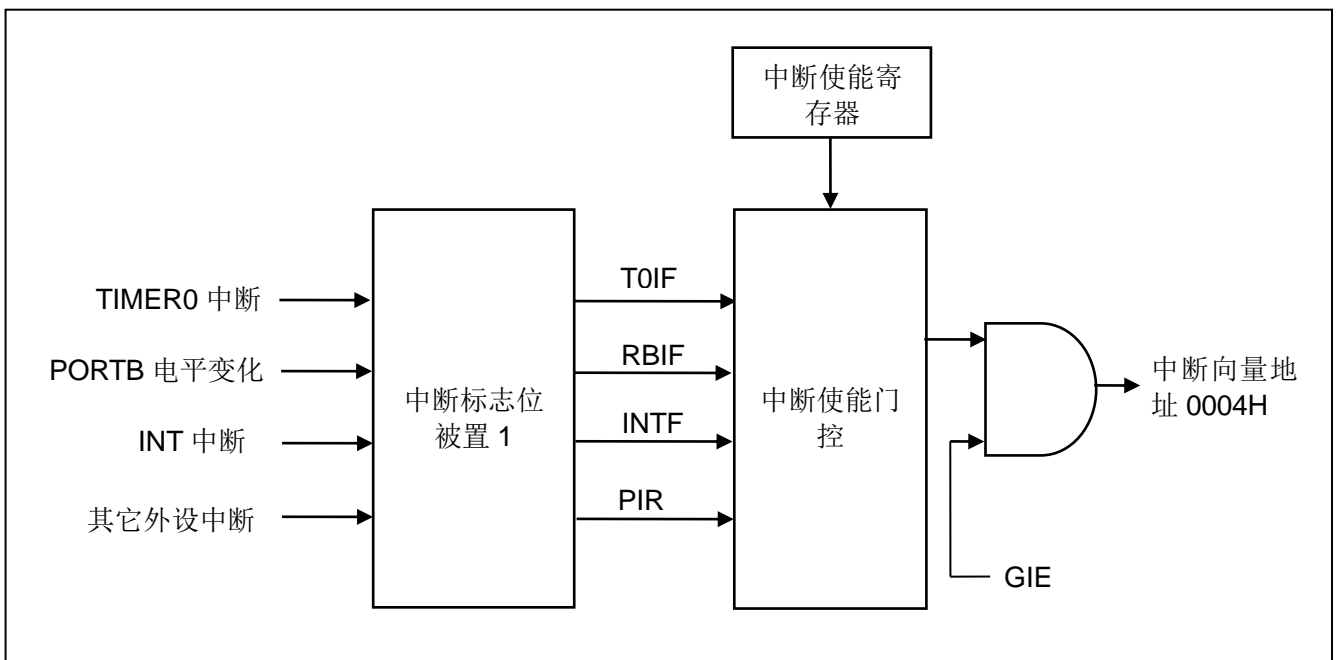 中断使能寄
存器
TIMER0 中断
PORTB 电平变化
INT 中断
其它外设中断
中断标志位
被置 1
T0IF
RBIF
INTF
PIR
中断使能门
控
中断向量地
址 0004H
GIE